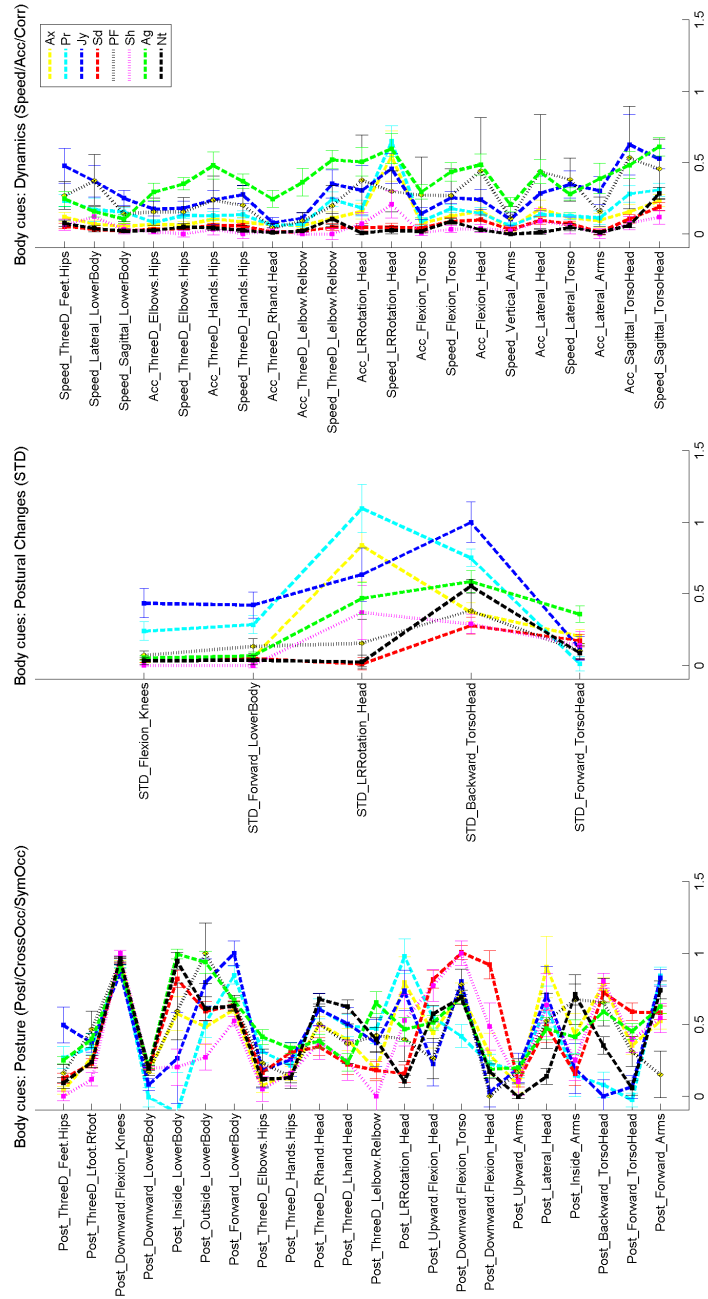 Body cues: Dynamics (Speed/Acc/Corr)
Ax
Pr
Jy
Sd
PF
Sh
Ag
Nt
1.5
1
0.5
0
Speed_ThreeD_Feet.Hips
Speed_Lateral_LowerBody
Speed_Sagittal_LowerBody
Acc_ThreeD_Elbows.Hips
Speed_ThreeD_Elbows.Hips
Acc_ThreeD_Hands.Hips
Speed_ThreeD_Hands.Hips
Acc_ThreeD_Rhand.Head
Acc_ThreeD_Lelbow.Relbow
Speed_ThreeD_Lelbow.Relbow
Acc_LRRotation_Head
Speed_LRRotation_Head
Acc_Flexion_Torso
Speed_Flexion_Torso
Acc_Flexion_Head
Speed_Vertical_Arms
Acc_Lateral_Head
Speed_Lateral_Torso
Acc_Lateral_Arms
Acc_Sagittal_TorsoHead
Speed_Sagittal_TorsoHead
Body cues: Postural Changes (STD)
1.5
1
0.5
0
STD_Flexion_Knees
STD_Forward_LowerBody
STD_LRRotation_Head
STD_Backward_TorsoHead
STD_Forward_TorsoHead
Body cues: Posture (Post/CrossOcc/SymOcc)
1.5
1
0.5
0
Post_ThreeD_Feet.Hips
Post_ThreeD_Lfoot.Rfoot
Post_Downward.Flexion_Knees
Post_Downward_LowerBody
Post_Inside_LowerBody
Post_Outside_LowerBody
Post_Forward_LowerBody
Post_ThreeD_Elbows.Hips
Post_ThreeD_Hands.Hips
Post_ThreeD_Rhand.Head
Post_ThreeD_Lhand.Head
Post_ThreeD_Lelbow.Relbow
Post_LRRotation_Head
Post_Upward.Flexion_Head
Post_Downward.Flexion_Torso
Post_Downward.Flexion_Head
Post_Upward_Arms
Post_Lateral_Head
Post_Inside_Arms
Post_Backward_TorsoHead
Post_Forward_TorsoHead
Post_Forward_Arms